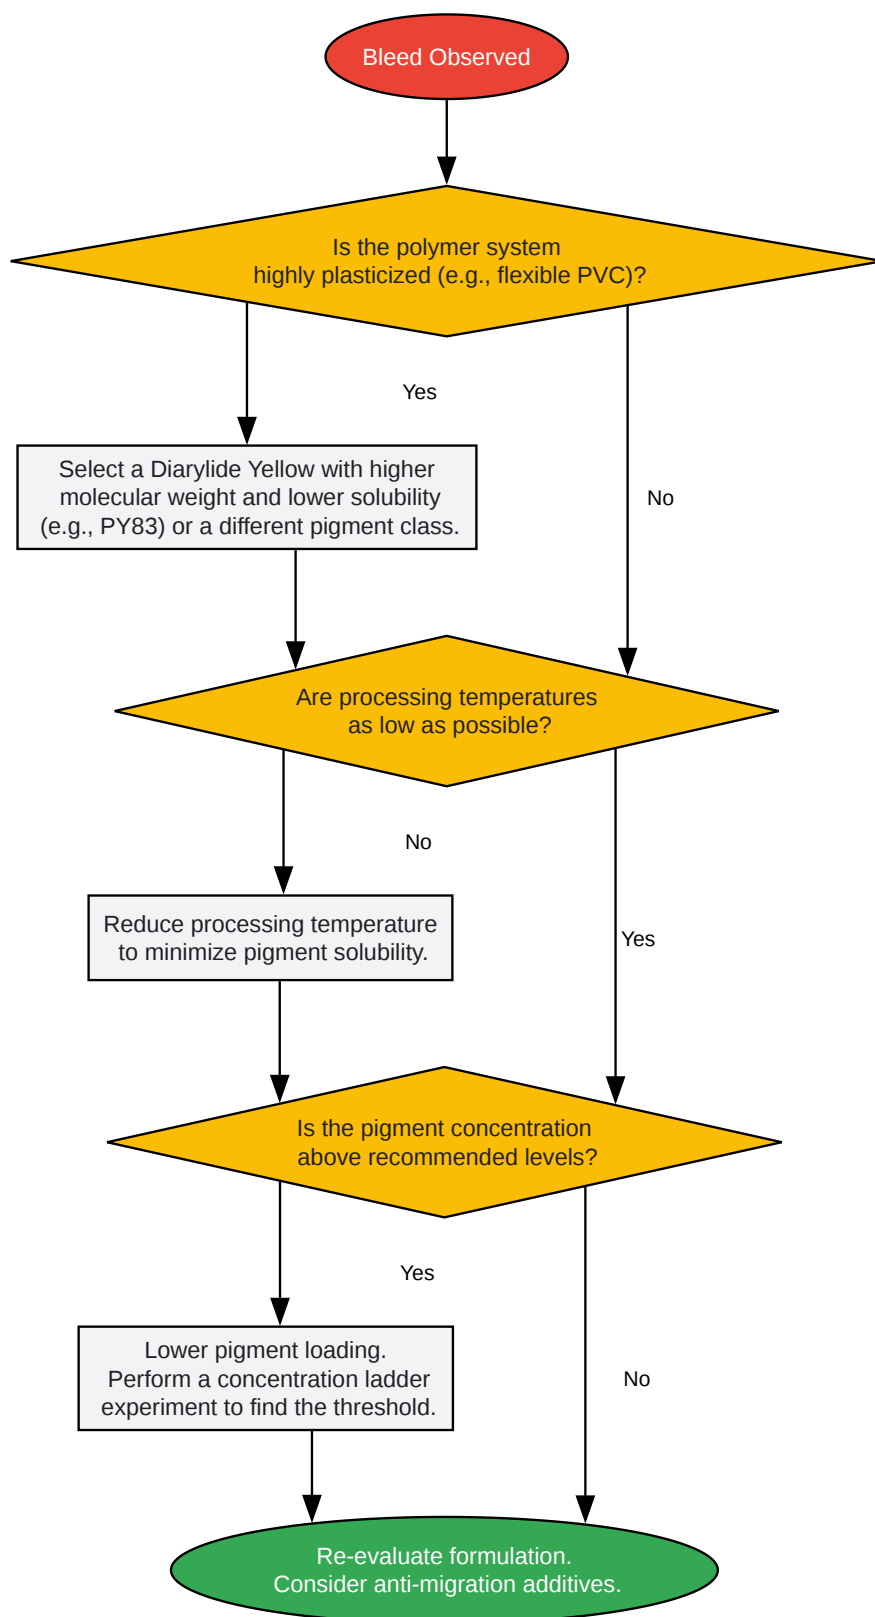 Bleed Observed
Is the polymer system
highly plasticized (e.g., flexible PVC)?
Yes
Select a Diarylide Yellow with higher
molecular weight and lower solubility
(e.g., PY83) or a different pigment class.
No
Are processing temperatures
as low as possible?
No
Reduce processing temperature
to minimize pigment solubility.
Yes
Is the pigment concentration
above recommended levels?
Yes
Lower pigment loading.
Perform a concentration ladder
experiment to find the threshold.
No
Re-evaluate formulation.
Consider anti-migration additives.